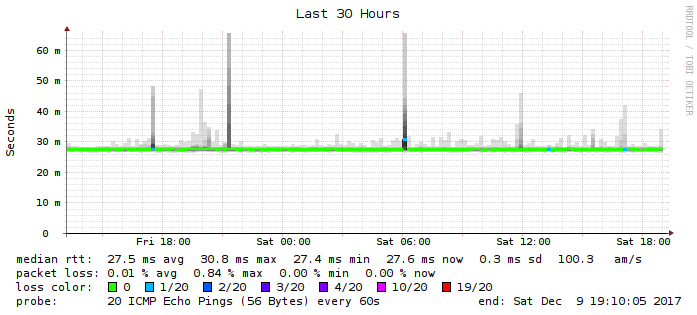 Last 30 Hours
RRDTOOL / TOBI OETIKER
Seconds
60 m
50 m
40 m
30 m
20 m
10 m
0
Fri 18:00 Sat 00:00 Sat 06:00 Sat 12:00 Sat 18:00
median rtt: 27.5 ms avg 30.8 ms max 27.4 ms min 27.6 ms now 0.3 ms sd 100.3 am/s
packet loss: 0.01 % avg 0.84 % max 0.00 % min 0.00 % now
loss color: 0 1/20 2/20 3/20 4/20 10/20 19/20
probe: 20 ICMP Echo Pings (56 Bytes) every 60s end: Sat Dec 9 19:10:05 2017